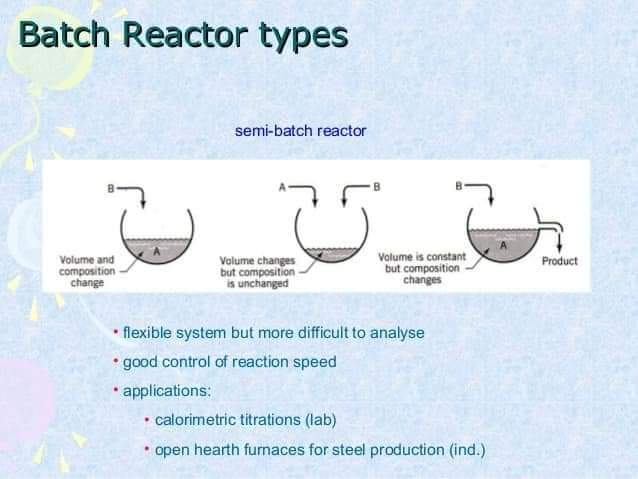 Batch Reactor types
semi-batch reactor
B
A
Volume and
composition
change
A
B
Volume changes
but composition
is unchanged
B
A
Volume is constant
but composition
changes
Product
• flexible system but more difficult to analyse
• good control of reaction speed
• applications:
• calorimetric titrations (lab)
• open hearth furnaces for steel production (ind.)